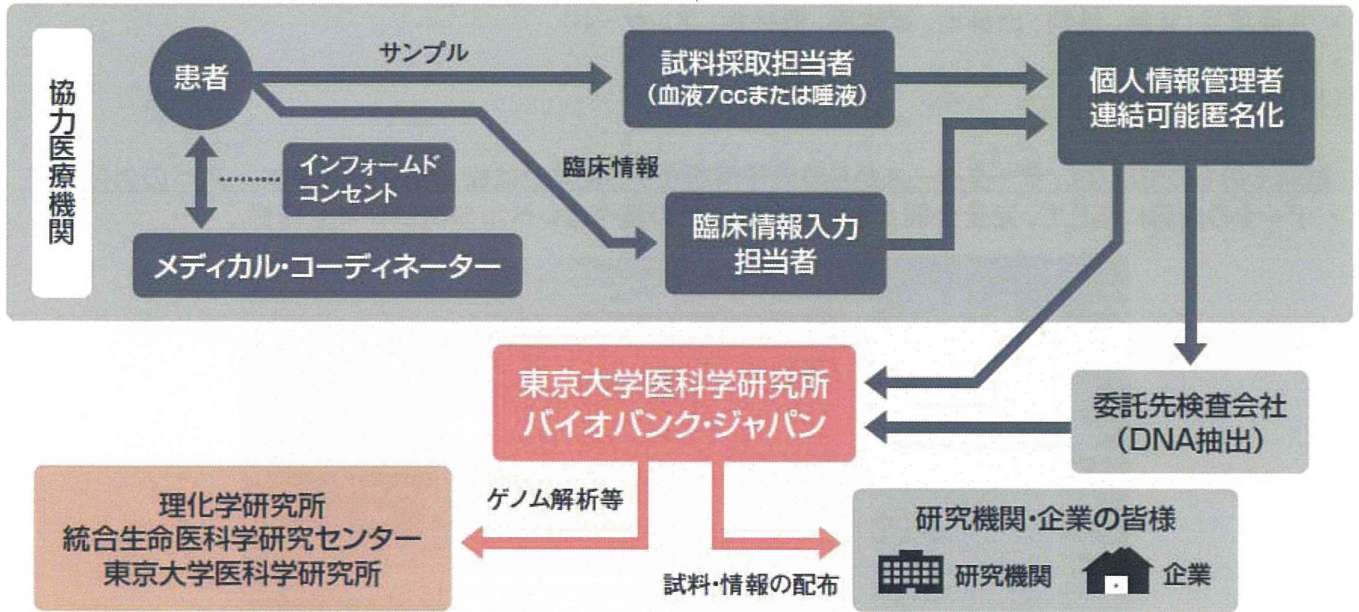 協力医療機関
患者
サンプル
試料採取担当者
（血液7ccまたは唾液）
個人情報管理者
連結可能匿名化
インフォームド
コンセント
臨床情報
メディカル・コーディネーター
臨床情報入力
担当者
東京大学医科学研究所
バイオバンク・ジャパン
委託先検査会社
（DNA抽出）
理化学研究所
統合生命医科学研究センター
東京大学医科学研究所
ゲノム解析等
試料・情報の配布
研究機関・企業の皆様
研究機関
企業